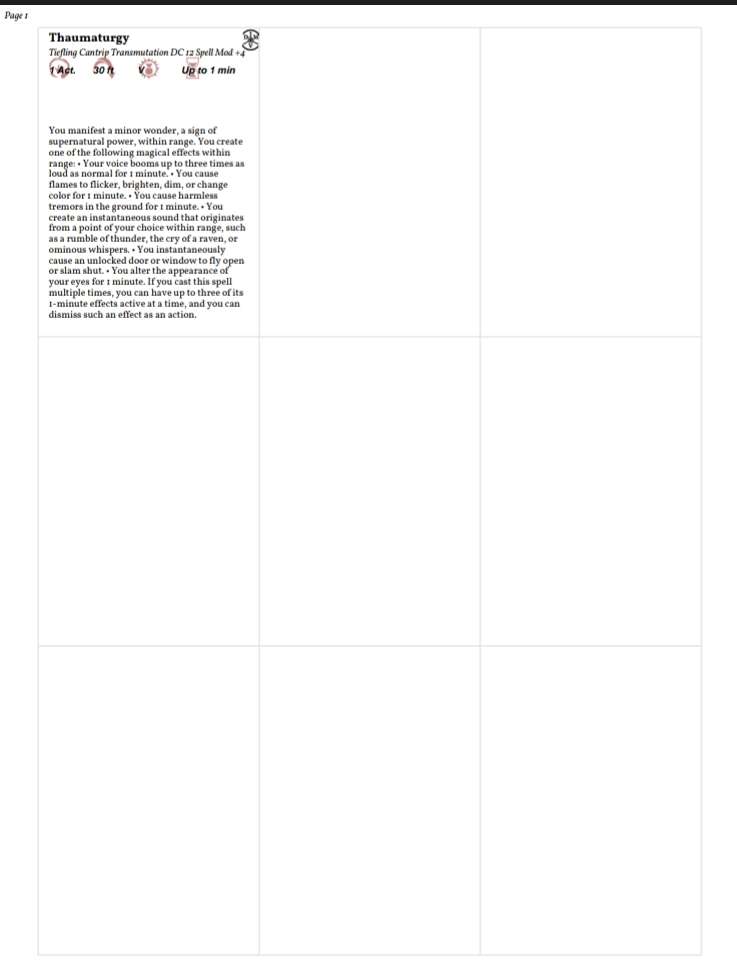 Page 1
Thaumaturgy
Tiefling Cantrip Transmutation DC 12 Spell Mod +4
1 Act. 30 ft V Up to 1 min
You manifest a minor wonder, a sign of
supernatural power, within range. You create
one of the following magical effects within
range: • Your voice booms up to three times as
loud as normal for 1 minute. • You cause
flames to flicker, brighten, dim, or change
color for 1 minute. • You cause harmless
tremors in the ground for 1 minute. • You
create an instantaneous sound that originates
from a point of your choice within range, such
as a rumble of thunder, the cry of a raven, or
ominous whispers. • You instantaneously
cause an unlocked door or window to fly open
or slam shut. • You alter the appearance of
your eyes for 1 minute. If you cast this spell
multiple times, you can have up to three of its
1-minute effects active at a time, and you can
dismiss such an effect as an action.